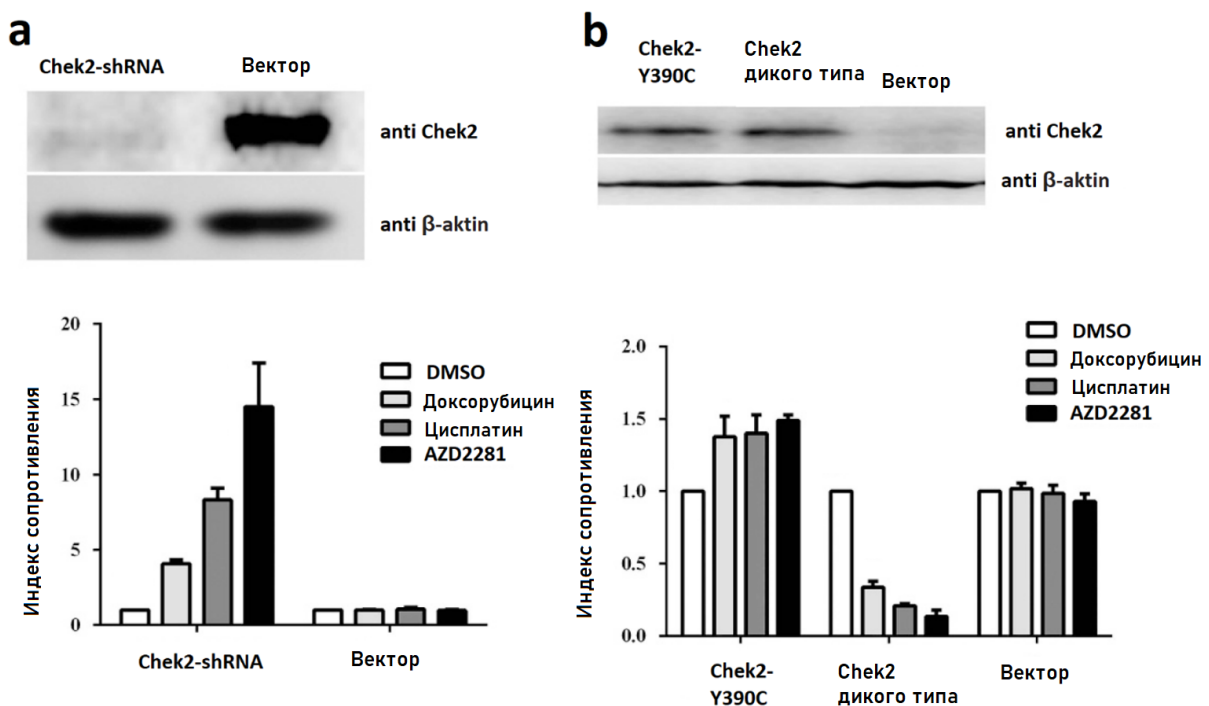 a
Chek2-shRNA
Вектор
anti Chek2
anti β-aktin
20
15
10
5
0
Индекс сопротивления
DMSO
Доксорубицин
Цисплатин
AZD2281
Chek2-shRNA
Вектор
b
Chek2-
Y390C
Chek2
дикого типа
Вектор
anti Chek2
anti β-aktin
2.0
1.5
1.0
0.5
0.0
Индекс сопротивления
DMSO
Доксорубицин
Цисплатин
AZD2281
Chek2-
Y390C
Chek2
дикого типа
Вектор